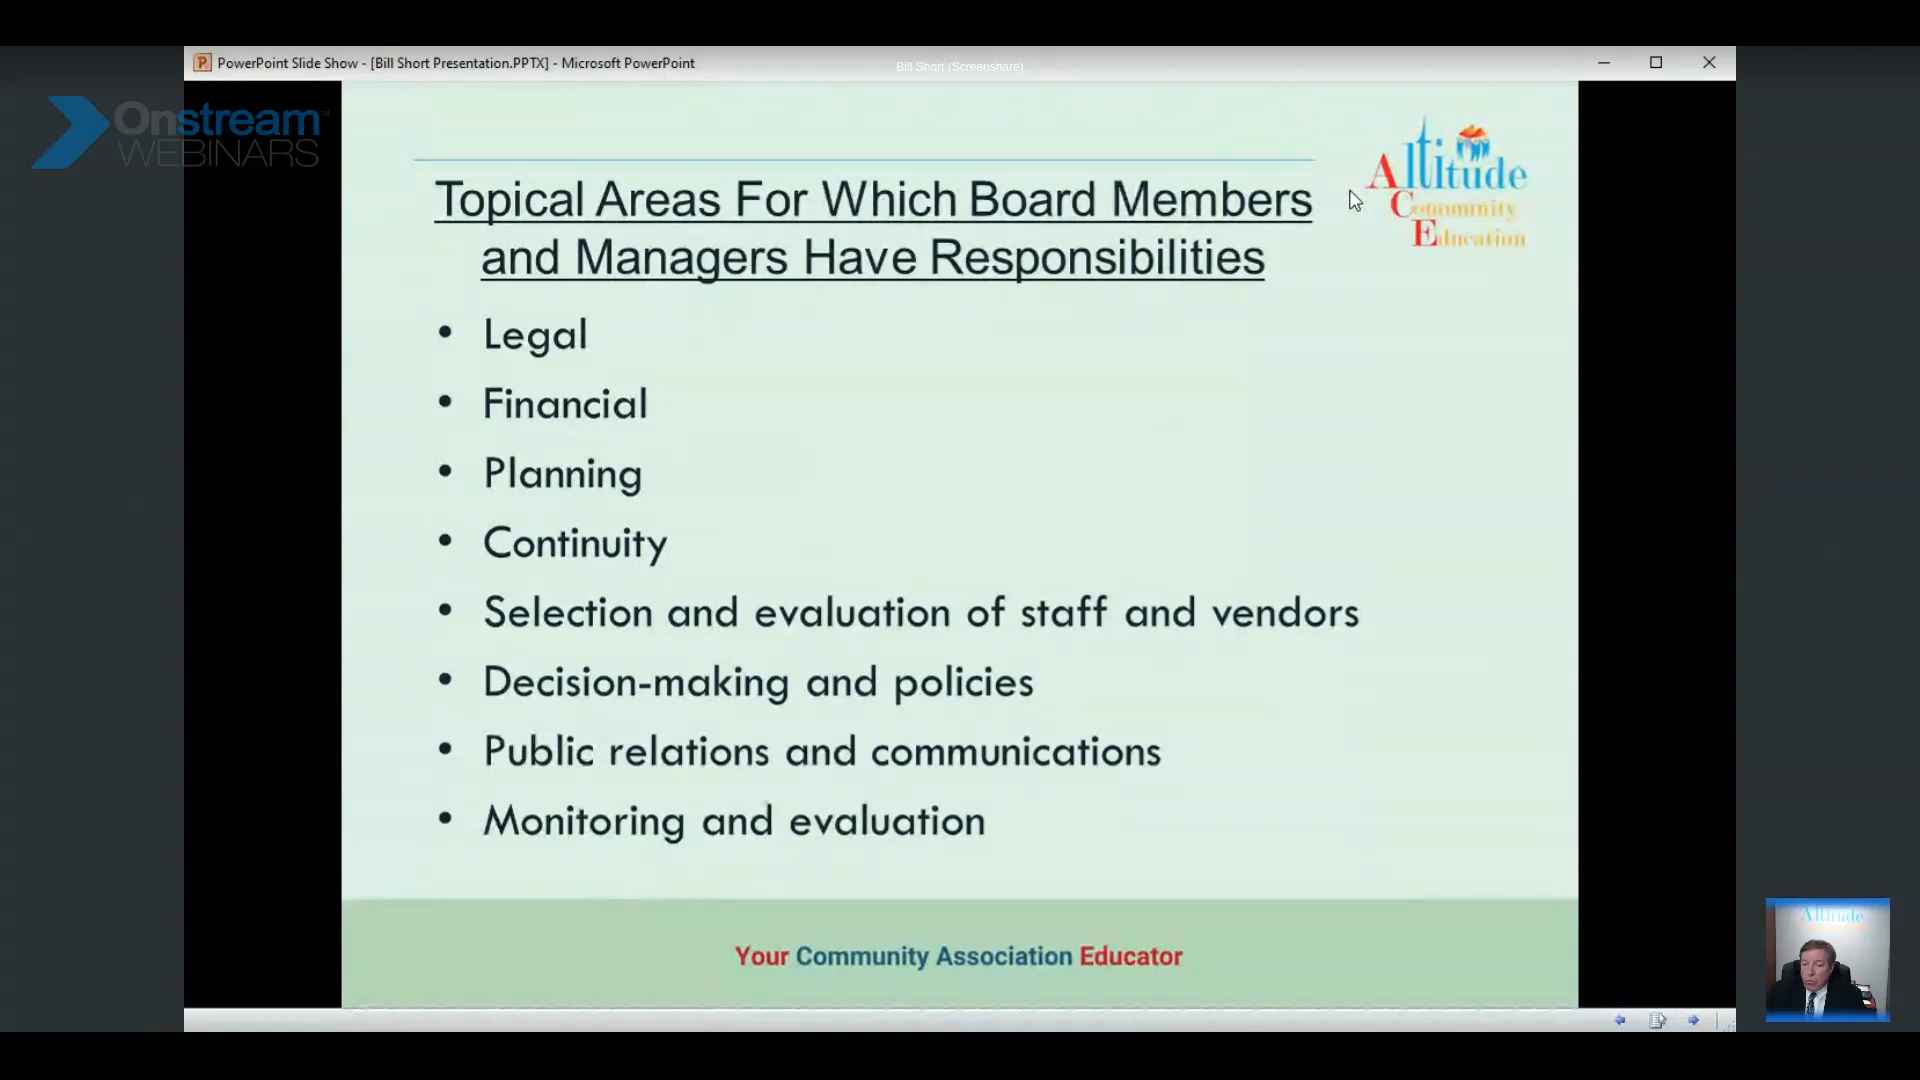 PowerPoint Slide Show - [Bill Short Presentation.PPTX] - Microsoft PowerPoint
Bill Short (Screenshare)
Onstream™
WEBINARS
Altitude
Community
Education
Topical Areas For Which Board Members
and Managers Have Responsibilities
• Legal
• Financial
• Planning
• Continuity
• Selection and evaluation of staff and vendors
• Decision-making and policies
• Public relations and communications
• Monitoring and evaluation
Your Community Association Educator
Altitude